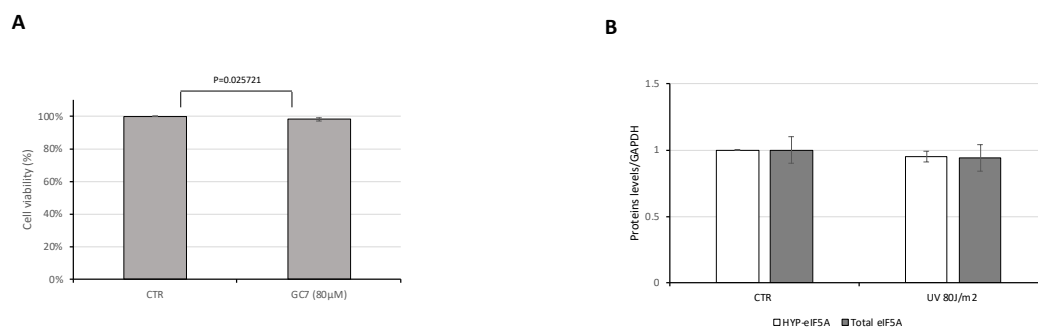 A
P=0.025721
Cell viability (%)
100%
80%
60%
40%
20%
0%
CTR
GC7 (80µM)
B
Proteins levels/GAPDH
1.5
1
0.5
0
CTR
UV 80J/m2
HYP-eIF5A
Total eIF5A